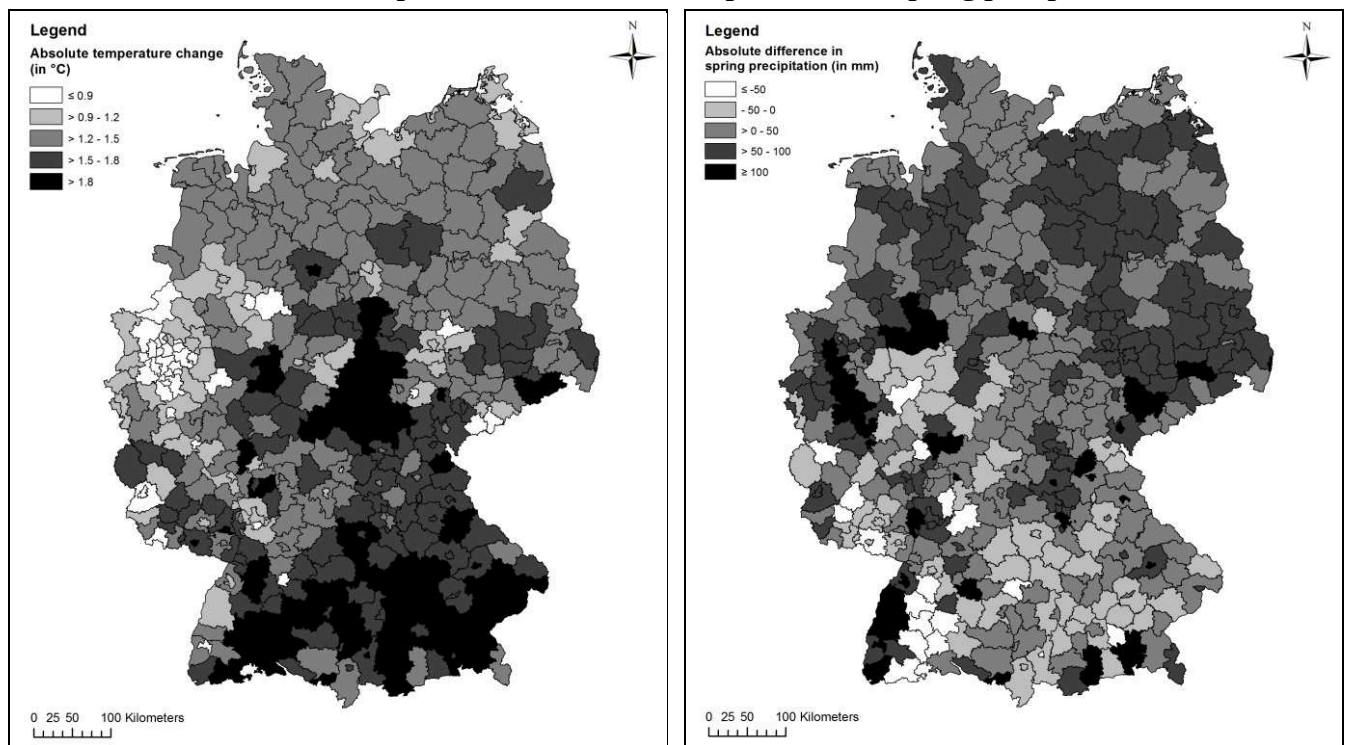 Legend
Absolute temperature change
(in °C)
≤ 0.9
> 0.9 - 1.2
> 1.2 - 1.5
> 1.5 - 1.8
> 1.8
N
0 25 50 100 Kilometers
Legend
Absolute difference in
spring precipitation (in mm)
≤ -50
- 50 - 0
> 0 - 50
> 50 - 100
≥ 100
N
0 25 50 100 Kilometers